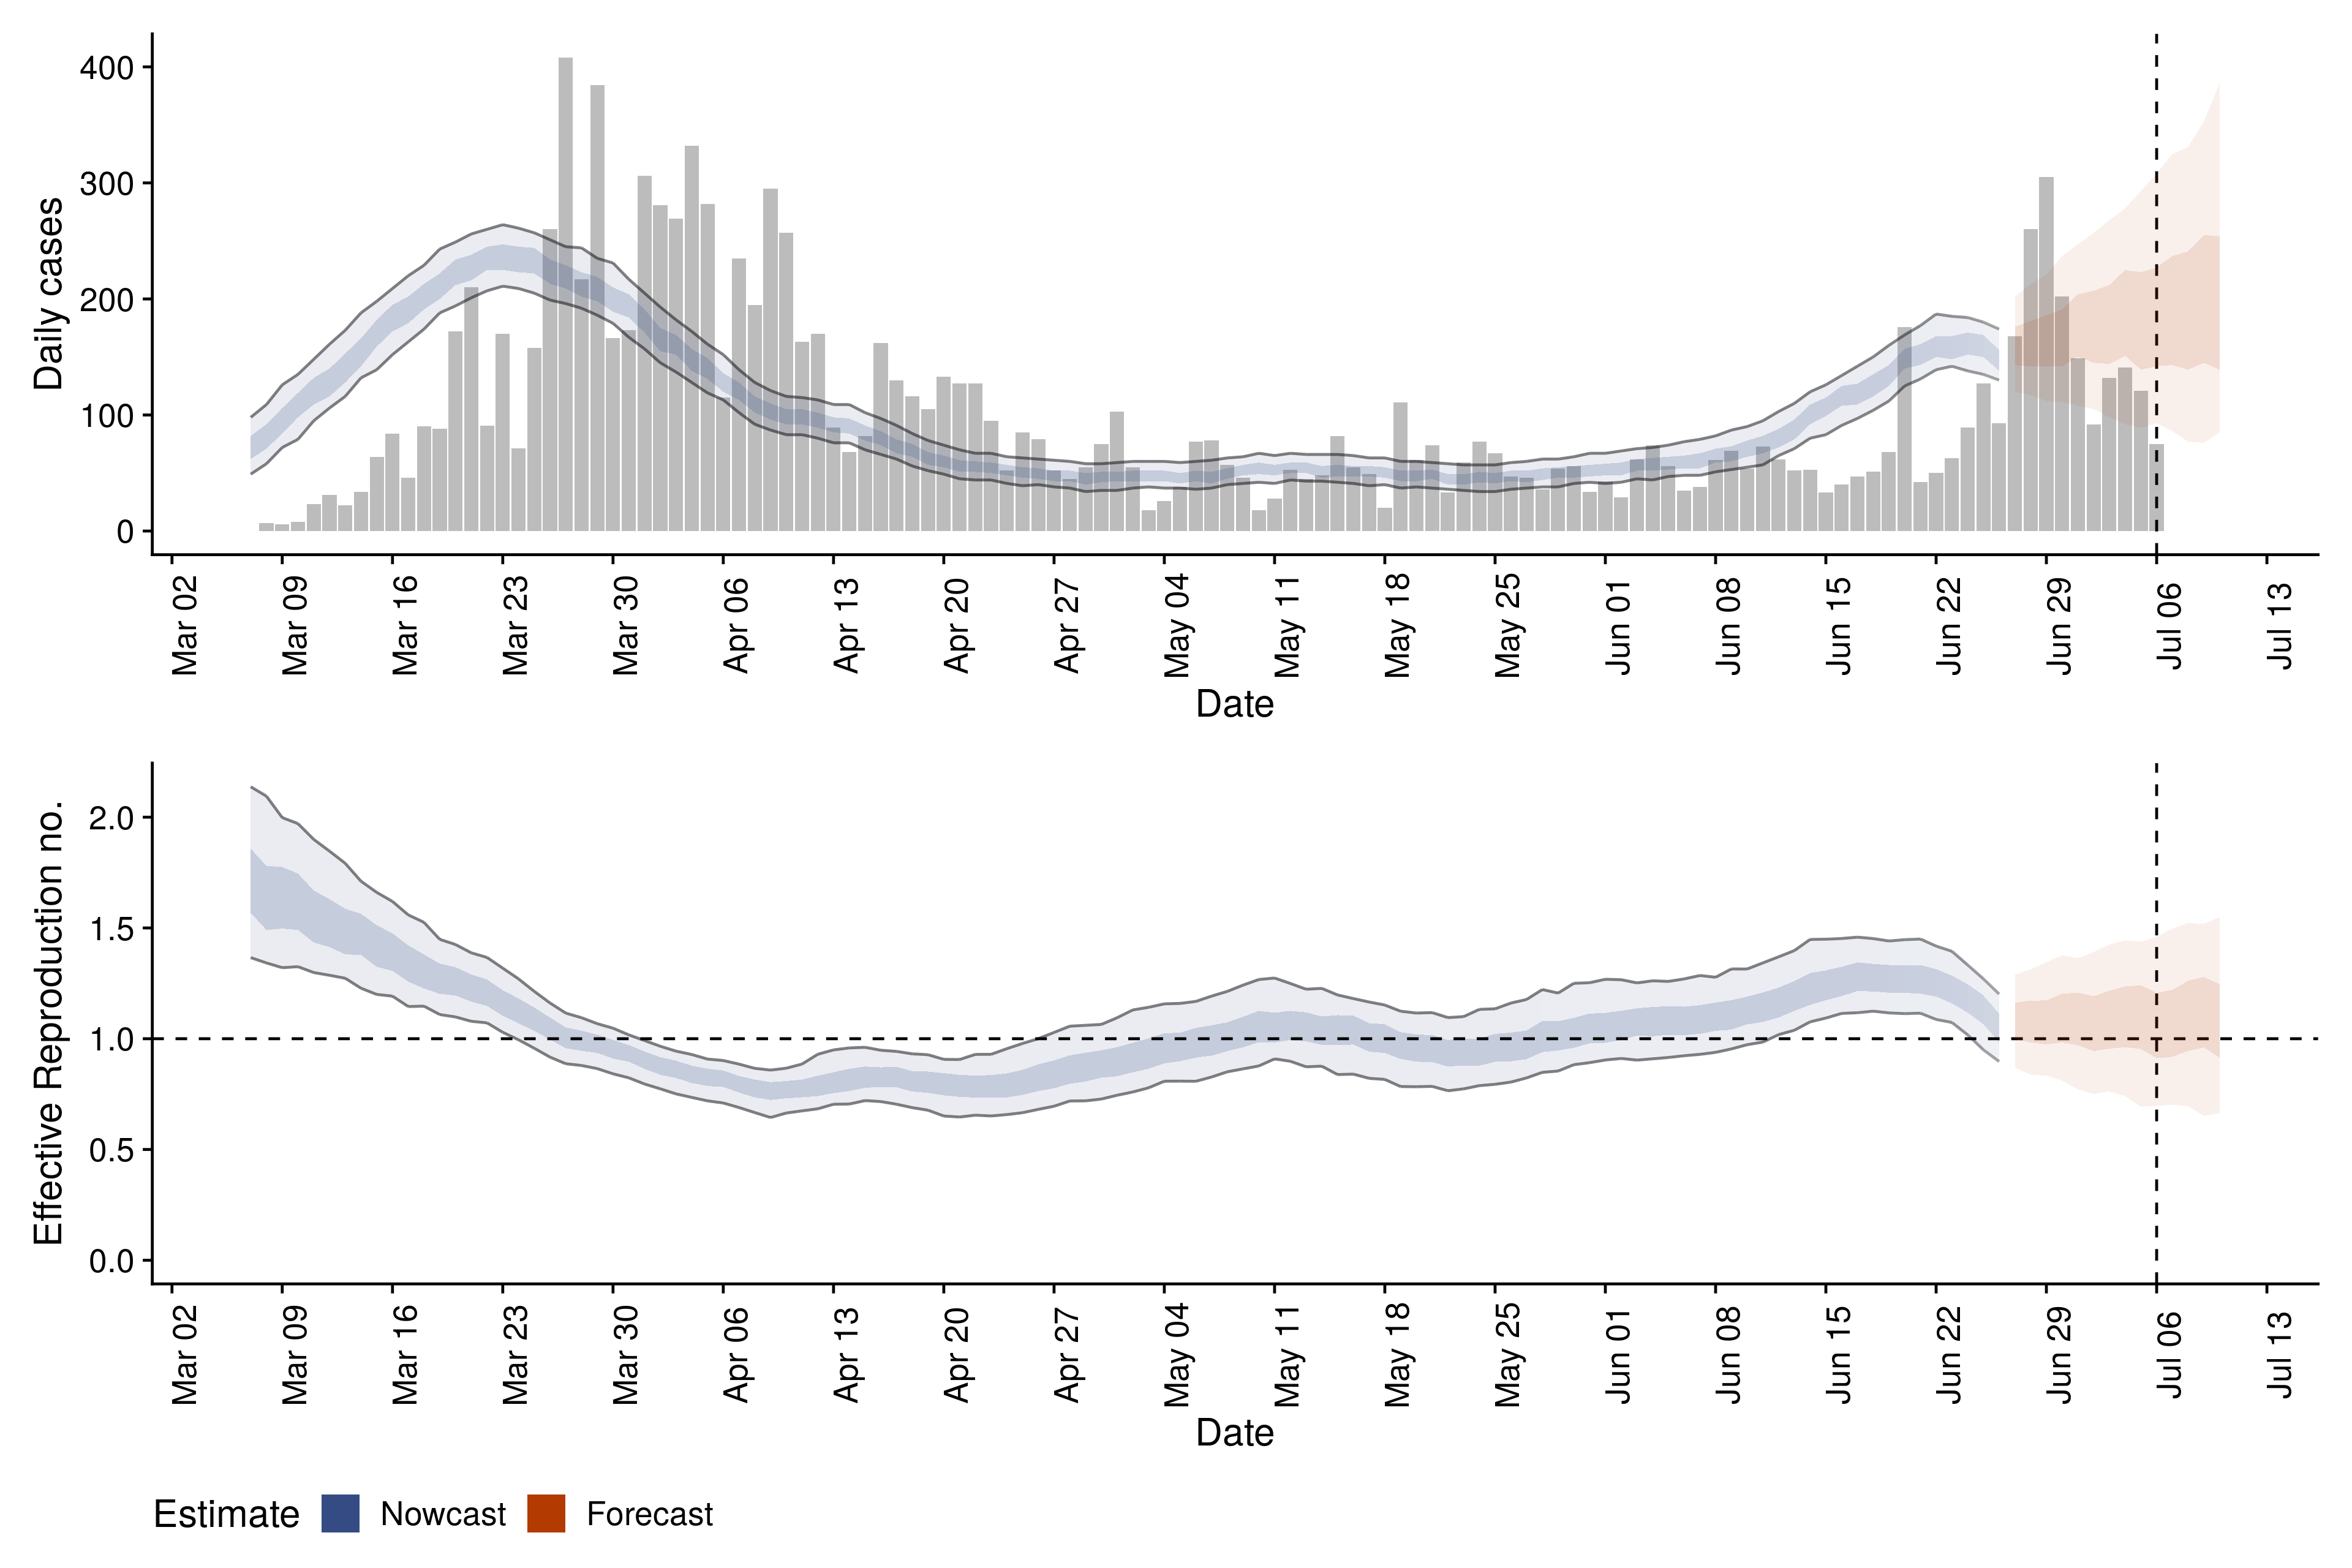 Daily cases
400
300
200
100
0
Mar 02
Mar 09
Mar 16
Mar 23
Mar 30
Apr 06
Apr 13
Apr 20
Apr 27
May 04
May 11
May 18
May 25
Jun 01
Jun 08
Jun 15
Jun 22
Jun 29
Jul 06
Jul 13
Date
Effective Reproduction no.
2.0
1.5
1.0
0.5
0.0
Mar 02
Mar 09
Mar 16
Mar 23
Mar 30
Apr 06
Apr 13
Apr 20
Apr 27
May 04
May 11
May 18
May 25
Jun 01
Jun 08
Jun 15
Jun 22
Jun 29
Jul 06
Jul 13
Date
Estimate Nowcast Forecast